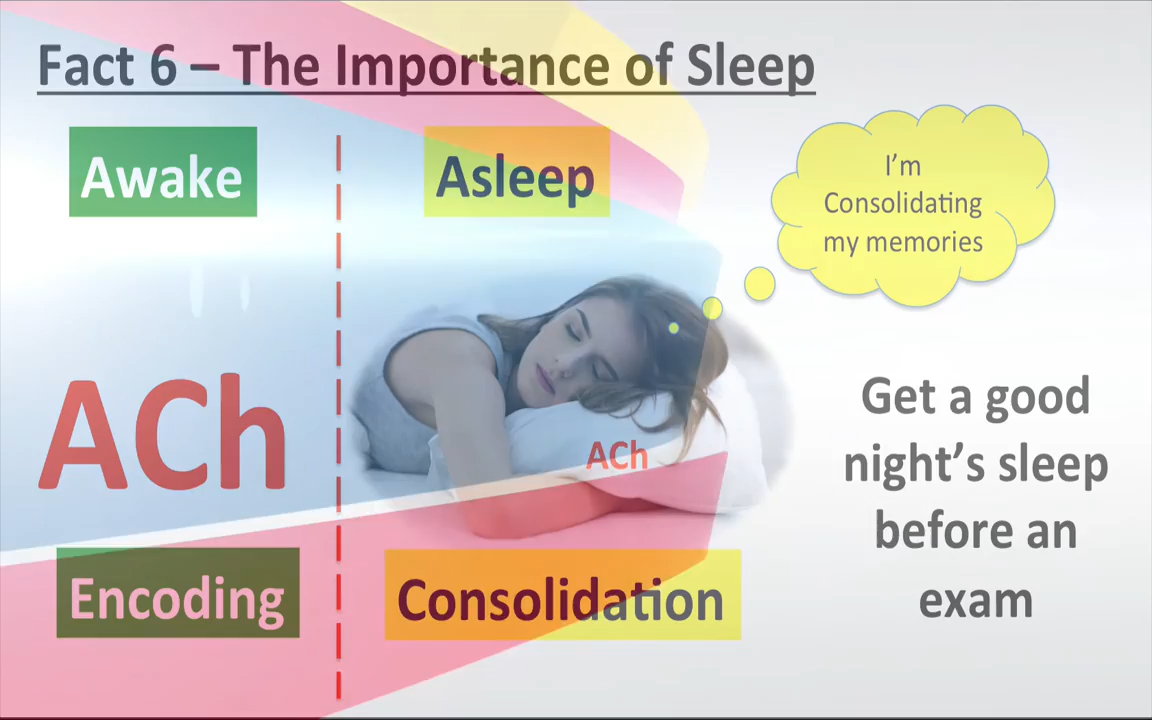 Fact 6 – The Importance of Sleep
Awake
Asleep
I'm
Consolidating
my memories
ACh
ACh
Get a good
night's sleep
before an
exam
Encoding
Consolidation